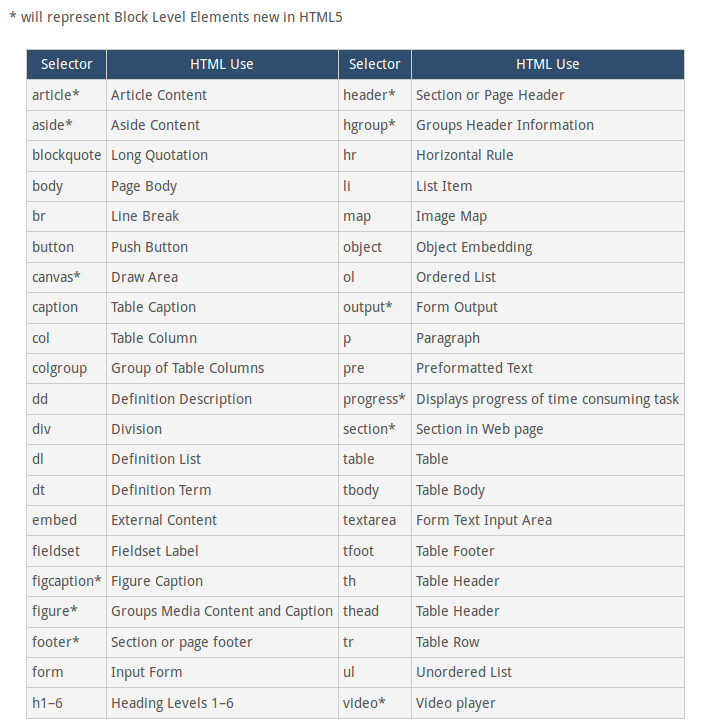 * will represent Block Level Elements new in HTML5
Selector HTML Use Selector HTML Use
article* Article Content header* Section or Page Header
aside* Aside Content hgroup* Groups Header Information
blockquote Long Quotation hr Horizontal Rule
body Page Body li List Item
br Line Break map Image Map
button Push Button object Object Embedding
canvas* Draw Area ol Ordered List
caption Table Caption output* Form Output
col Table Column p Paragraph
colgroup Group of Table Columns pre Preformatted Text
dd Definition Description progress* Displays progress of time consuming task
div Division section* Section in Web page
dl Definition List table Table
dt Definition Term tbody Table Body
embed External Content textarea Form Text Input Area
fieldset Fieldset Label tfoot Table Footer
figcaption* Figure Caption th Table Header
figure* Groups Media Content and Caption thead Table Header
footer* Section or page footer tr Table Row
form Input Form ul Unordered List
h1–6 Heading Levels 1–6 video* Video player